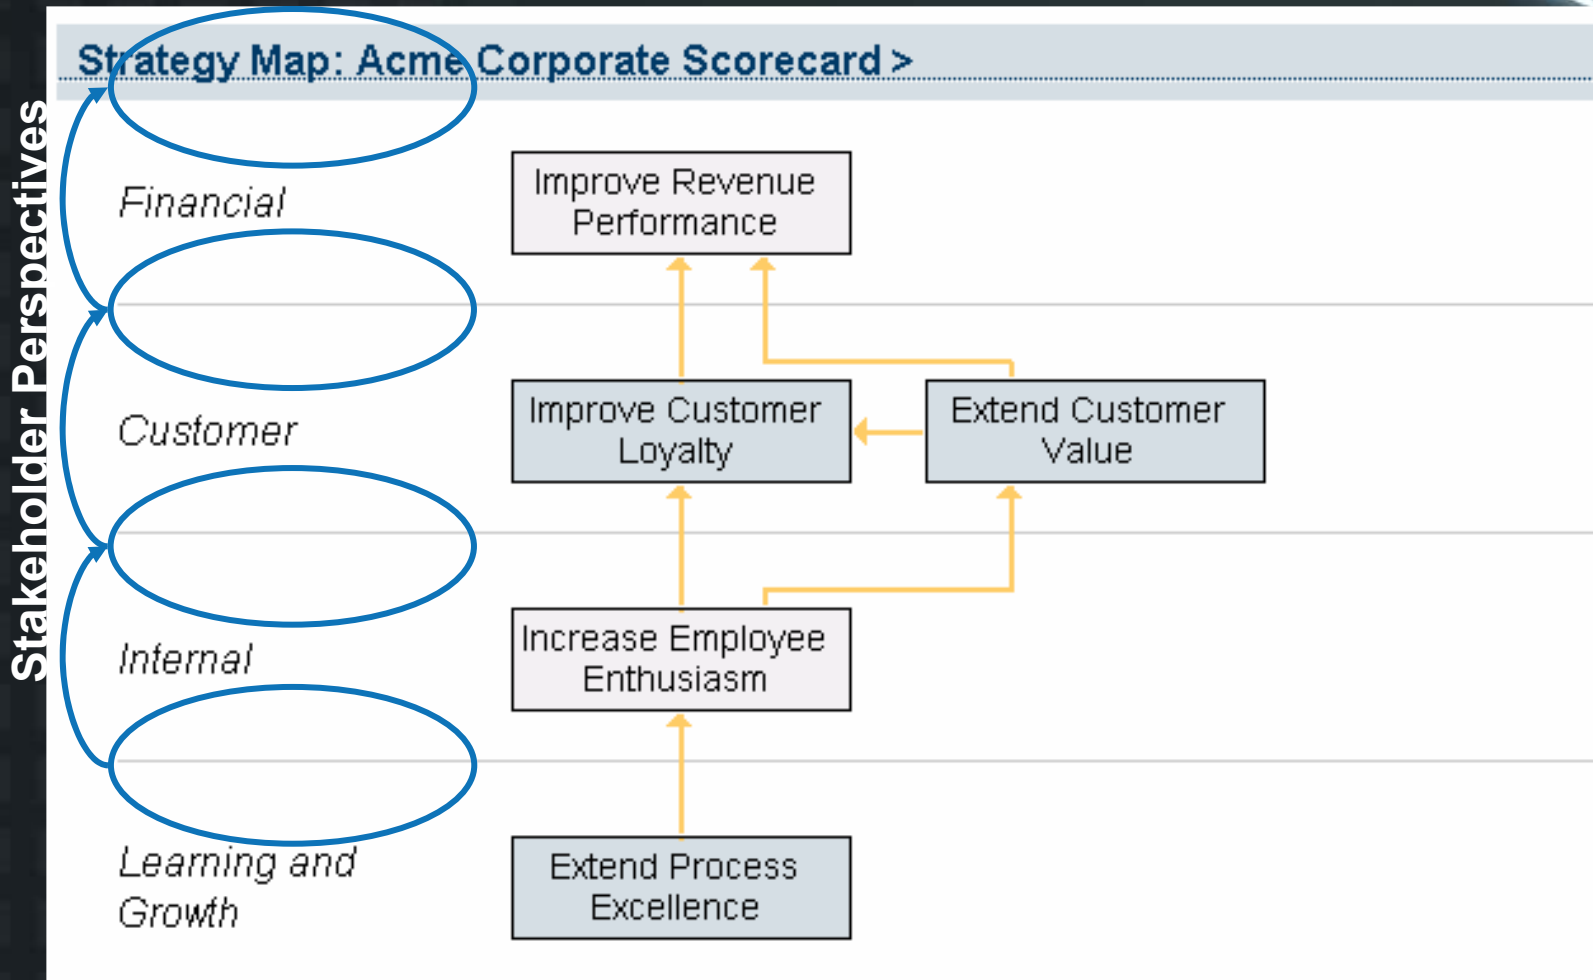 Strategy Map: Acme Corporate Scorecard >
Stakeholder Perspectives
Financial
Improve Revenue
Performance
Customer
Improve Customer
Loyalty
Extend Customer
Value
Internal
Increase Employee
Enthusiasm
Learning and
Growth
Extend Process
Excellence